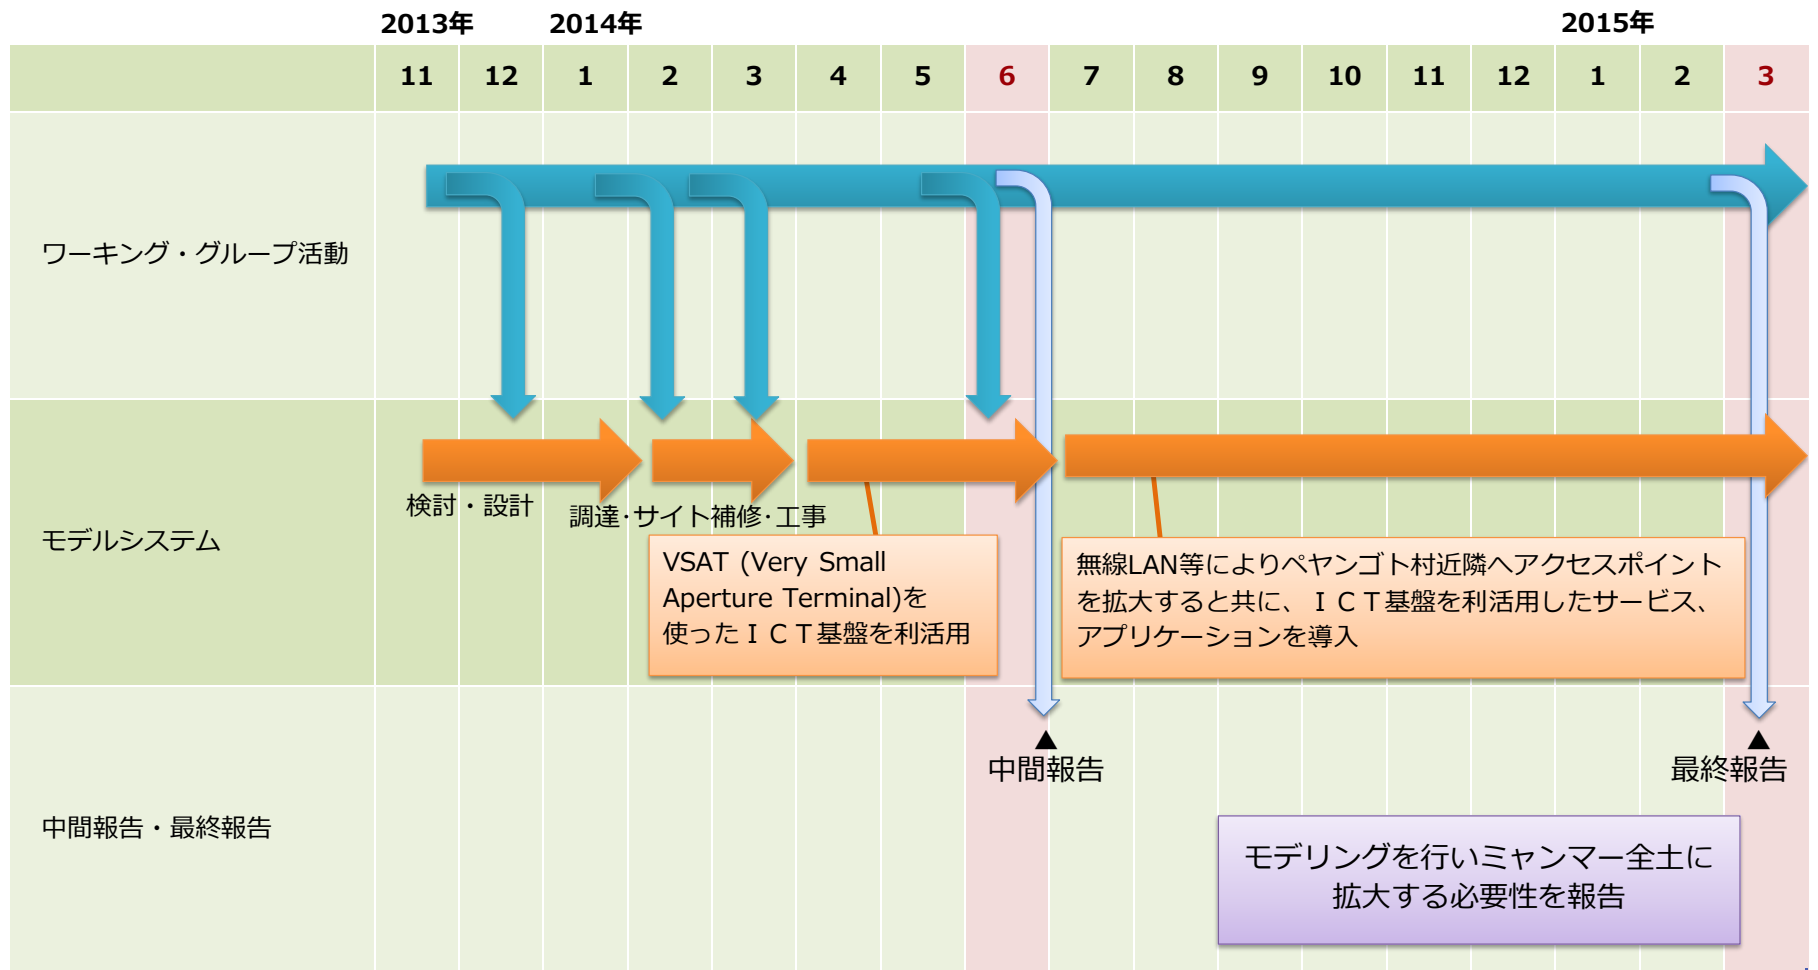 2013年 2014年 2015年
11 12 1 2 3 4 5 6 7 8 9 10 11 12 1 2 3
ワーキング・グループ活動
モデルシステム
検討・設計
調達・サイト補修・工事
VSAT (Very Small
Aperture Terminal)を
使ったＩＣＴ基盤を利活用
無線LAN等によりペヤンゴト村近隣へアクセスポイント
を拡大すると共に、ＩＣＴ基盤を利活用したサービス、
アプリケーションを導入
中間報告・最終報告
▲
中間報告
▲
最終報告
モデリングを行いミャンマー全土に
拡大する必要性を報告